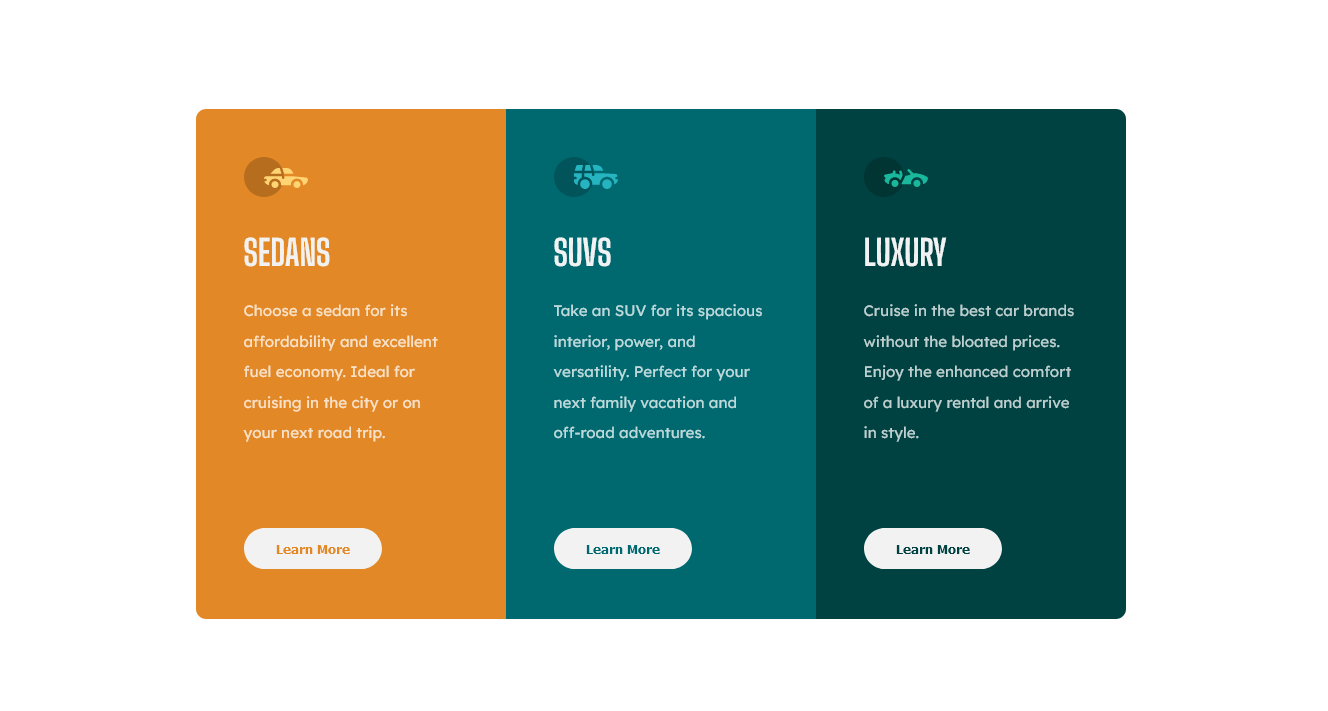 SEDANS
Choose a sedan for its
affordability and excellent
fuel economy. Ideal for
cruising in the city or on
your next road trip.
Learn More
SUVS
Take an SUV for its spacious
interior, power, and
versatility. Perfect for your
next family vacation and
off-road adventures.
Learn More
LUXURY
Cruise in the best car brands
without the bloated prices.
Enjoy the enhanced comfort
of a luxury rental and arrive
in style.
Learn More